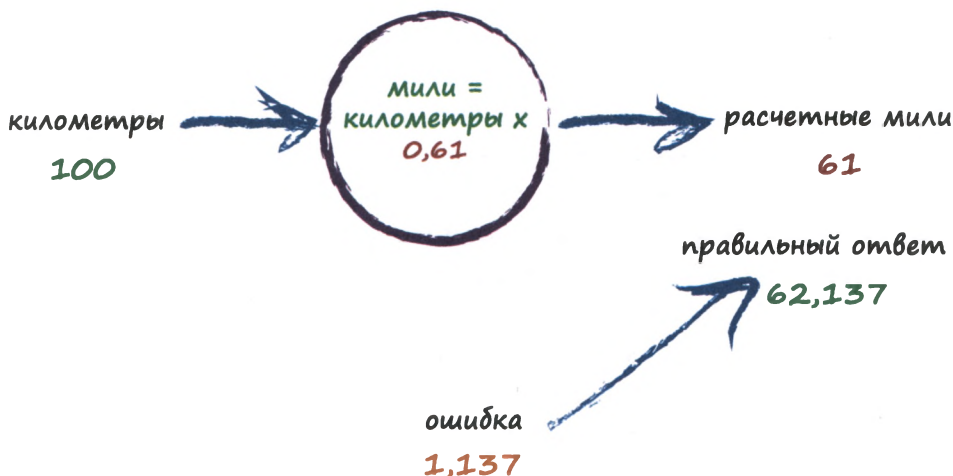 мили =
километры х
0,61
километры
100
расчетные мили
61
правильный ответ
62,137
ошибка
1,137